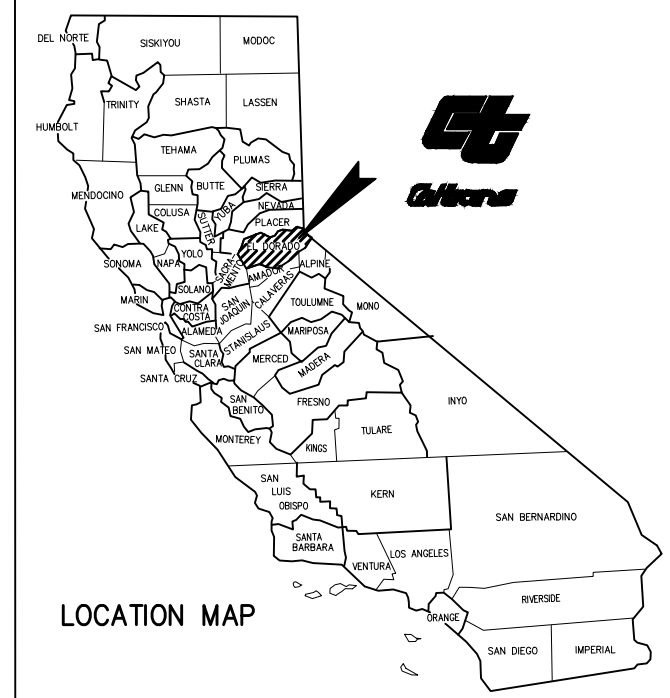 DEL NORTE
SISKIYOU
MODOC
TRINITY
SHASTA
LASSEN
HUMBOLT
TEHAMA
PLUMAS
MENDOCINO
GLENN
BUTTE
SIERRA
NEVADA
YUBA
COLUSA
SUTTER
PLACER
LAKE
EL DORADO
YOLO
SONOMA
NAPA
SACRA-
MENTO
AMADOR
ALPINE
SOLANO
CALAVERAS
MARIN
CONTRA
COSTA
SAN
JOAQUIN
TOULUMNE
MONO
SAN FRANCISCO
ALAMEDA
STANISLAUS
MARIPOSA
SAN MATEO
SANTA
CLARA
MERCED
MADERA
SANTA CRUZ
SAN
BENITO
FRESNO
INYO
MONTEREY
KINGS
TULARE
SAN
LUIS
OBISPO
KERN
SAN BERNARDINO
SANTA
BARBARA
VENTURA
LOS ANGELES
ORANGE
RIVERSIDE
SAN DIEGO
IMPERIAL
Ct
Caltrans
LOCATION MAP